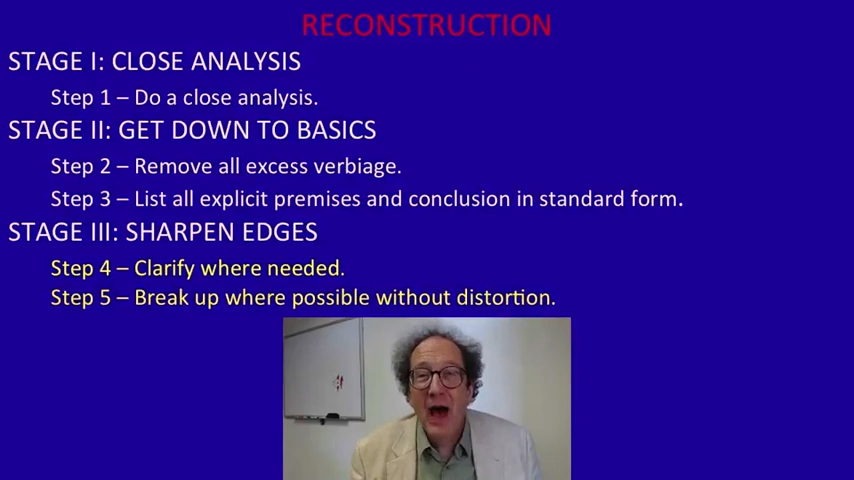 RECONSTRUCTION
STAGE I: CLOSE ANALYSIS
Step 1 – Do a close analysis.
STAGE II: GET DOWN TO BASICS
Step 2 – Remove all excess verbiage.
Step 3 – List all explicit premises and conclusion in standard form.
STAGE III: SHARPEN EDGES
Step 4 – Clarify where needed.
Step 5 – Break up where possible without distortion.